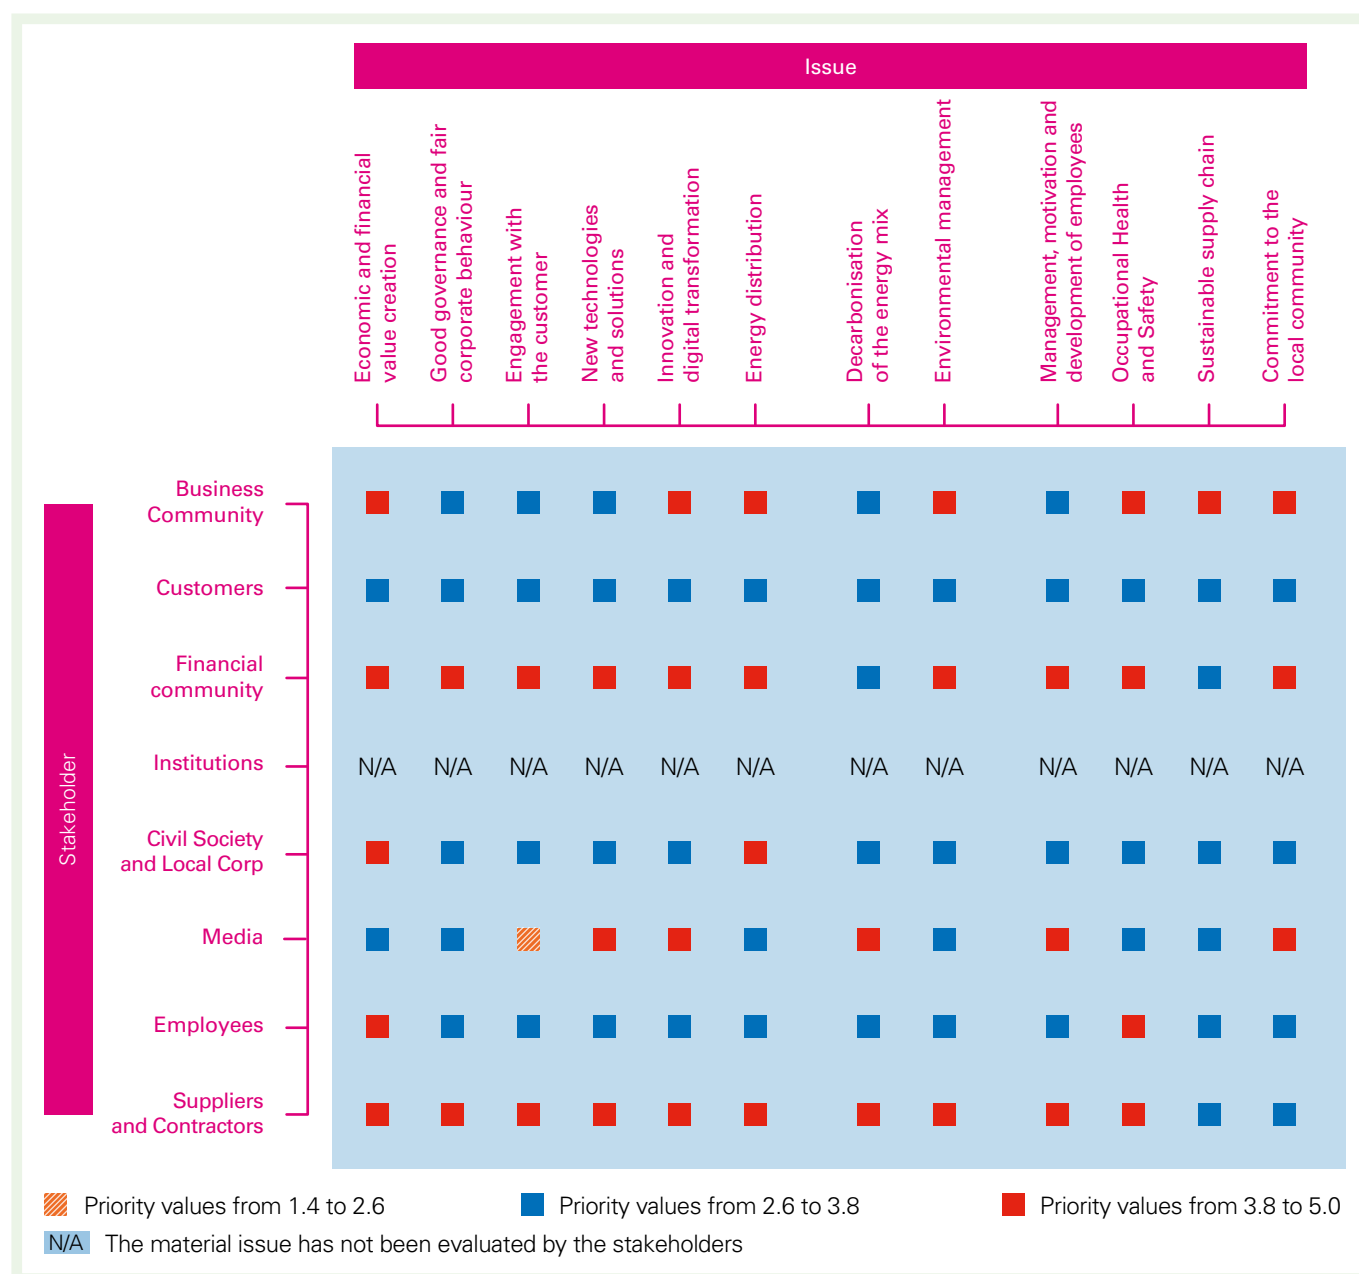 Issue
Economic and financial
value creation
Good governance and fair
corporate behaviour
Engagement with
the customer
New technologies
and solutions
Innovation and
digital transformation
Energy distribution
Decarbonisation
of the energy mix
Environmental management
Management, motivation and
development of employees
Occupational Health
and Safety
Sustainable supply chain
Commitment to the
local community
Stakeholder
Business
Community
Customers
Financial
community
Institutions
N/A N/A N/A N/A N/A N/A N/A N/A N/A N/A N/A N/A
Civil Society
and Local Corp
Media
Employees
Suppliers
and Contractors
Priority values from 1.4 to 2.6
Priority values from 2.6 to 3.8
Priority values from 3.8 to 5.0
N/A The material issue has not been evaluated by the stakeholders